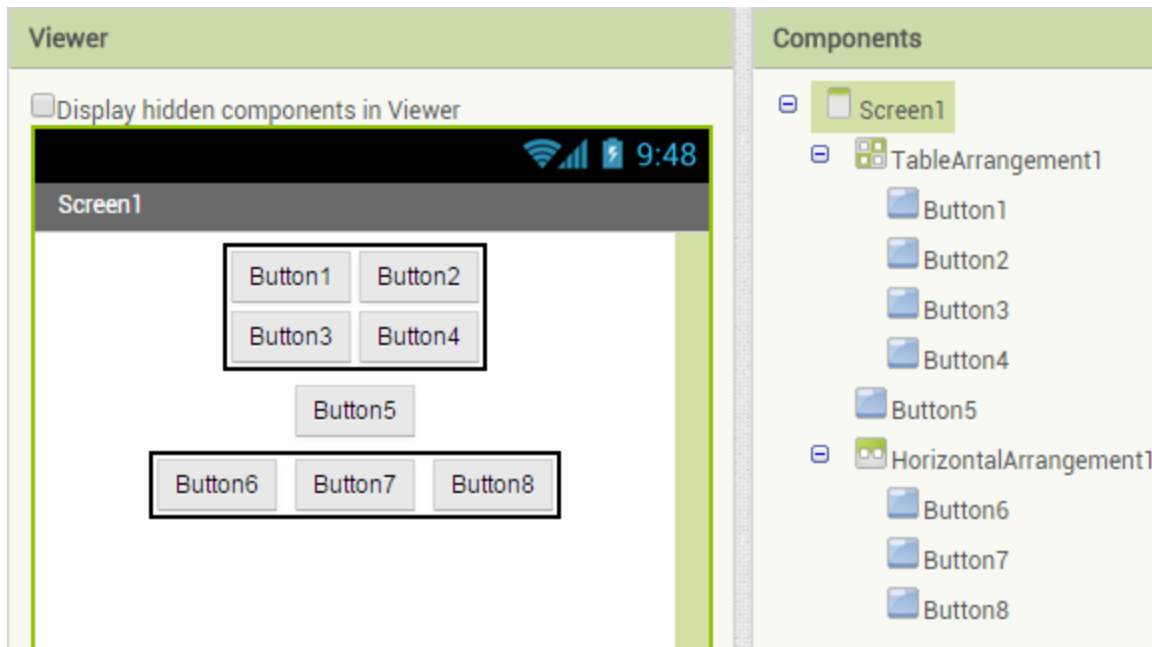 Viewer
Display hidden components in Viewer
9:48
Screen1
Button1 Button2
Button3 Button4
Button5
Button6 Button7 Button8
Components
Screen1
TableArrangement1
Button1
Button2
Button3
Button4
Button5
HorizontalArrangement1
Button6
Button7
Button8